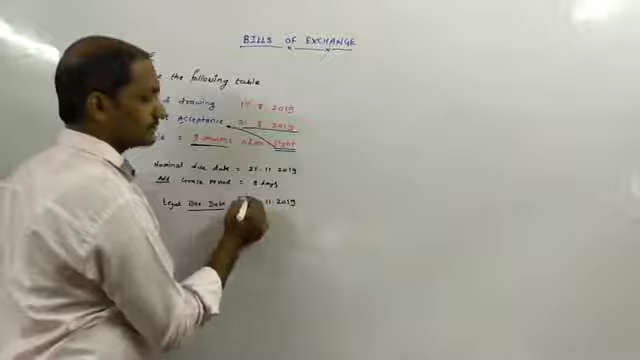 BILLS of EXCHANGE
the following table
drawing 17 8 2019
Acceptance 21 8 2019
= 3 months after sight
Nominal due date = 21.11 2019
Add Grace Period = 3 days
Legal Due Date 11.2019